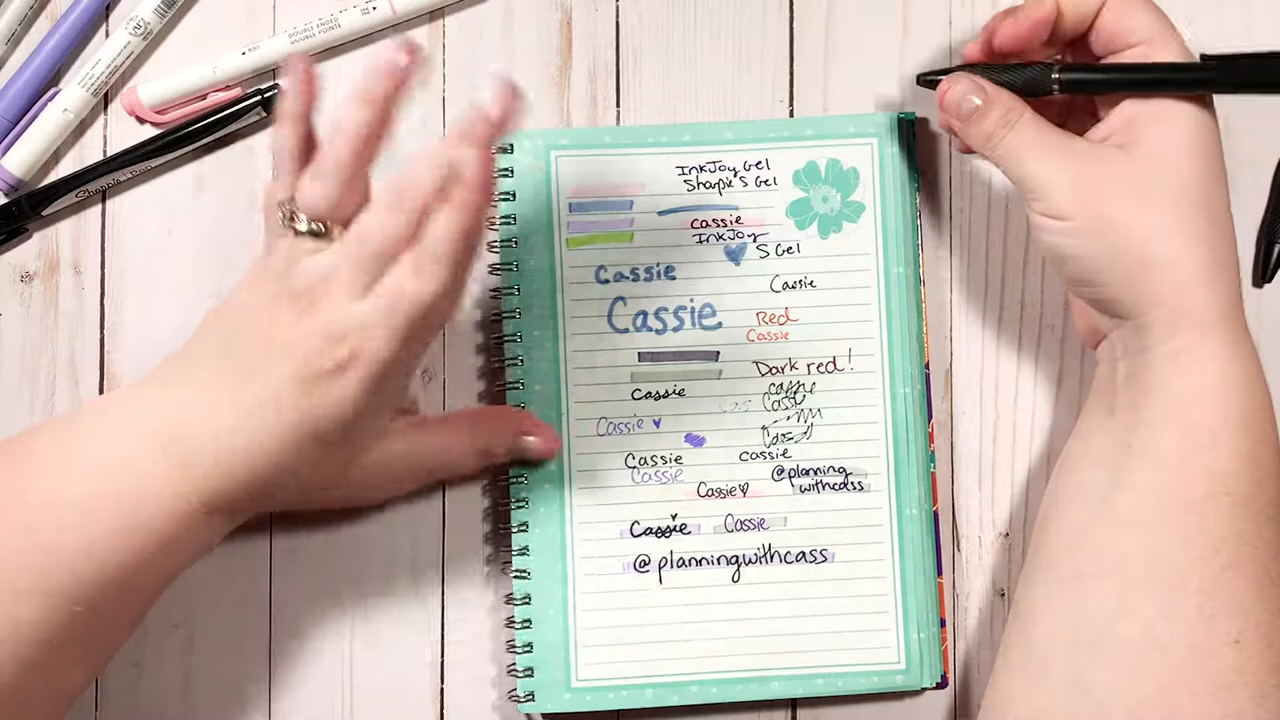 DOUBLE ENDED
DOUBLE POINTE
Sharpie
InkJoy Gel
Sharpie S Gel
Cassie
InkJoy
S Gel
Cassie
Cassie
Cassie
Red
Cassie
Dark red!
Cassie
cassie
Cassie
Cassie
Cassie
cassie
Cassie
@planning
withcass
Cassie
Cassie
Cassie
@planningwithcass